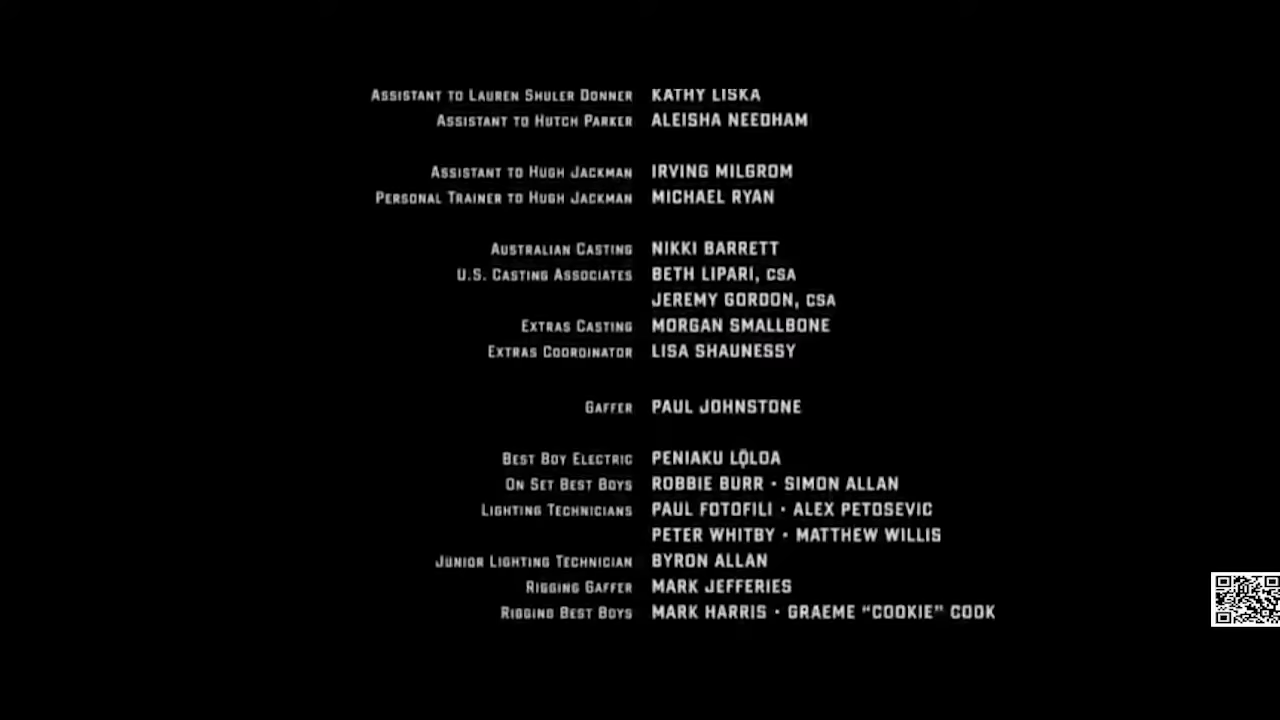 ASSISTANT TO LAUREN SHULER DONNER KATHY LISKA
ASSISTANT TO HUTCH PARKER ALEISHA NEEDHAM
ASSISTANT TO HUGH JACKMAN IRVING MILGROM
PERSONAL TRAINER TO HUGH JACKMAN MICHAEL RYAN
AUSTRALIAN CASTING NIKKI BARRETT
U.S. CASTING ASSOCIATES BETH LIPARI, CSA
JEREMY GORDON, CSA
EXTRAS CASTING MORGAN SMALLBONE
EXTRAS COORDINATOR LISA SHAUNESSY
GAFFER PAUL JOHNSTONE
BEST BOY ELECTRIC PENIAKU LOLOA
ON SET BEST BOYS ROBBIE BURR • SIMON ALLAN
LIGHTING TECHNICIANS PAUL FOTOFILI • ALEX PETOSEVIC
PETER WHITBY • MATTHEW WILLIS
JUNIOR LIGHTING TECHNICIAN BYRON ALLAN
RIGGING GAFFER MARK JEFFERIES
RIGGING BEST BOYS MARK HARRIS • GRAEME “COOKIE” COOK